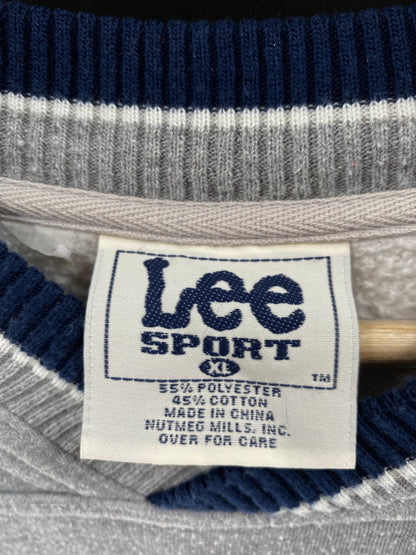 Lee
SPORT
XL
TM
55% POLYESTER
45% COTTON
MADE IN CHINA
NUTMEG MILLS, INC.
OVER FOR CARE